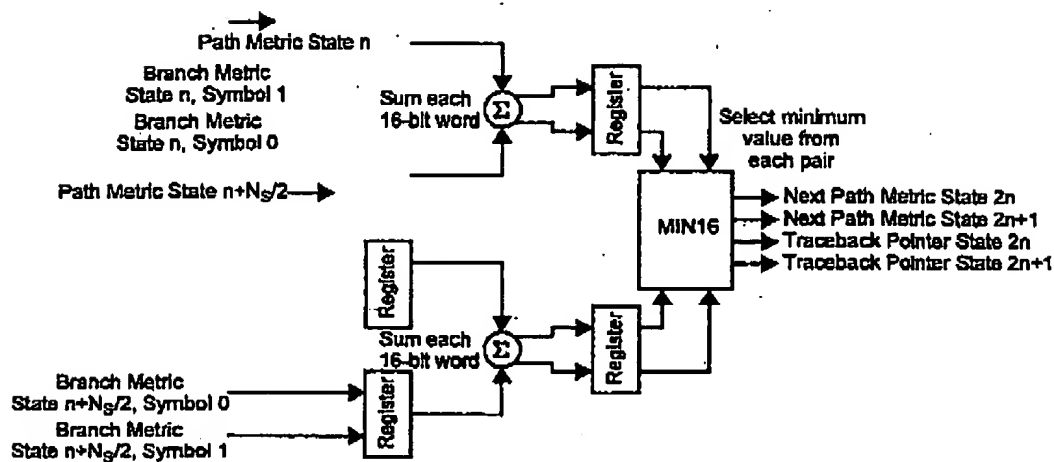 Path Metric State n
Branch Metric
State n, Symbol 1
Branch Metric
State n, Symbol 0
Path Metric State n+NS/2
Sum each
16-bit word
Σ
Register
Select minimum
value from
each pair
MIN16
Next Path Metric State 2n
Next Path Metric State 2n+1
Traceback Pointer State 2n
Traceback Pointer State 2n+1
Register
Sum each
16-bit word
Σ
Register
Branch Metric
State n+NS/2, Symbol 0
Branch Metric
State n+NS/2, Symbol 1
Register